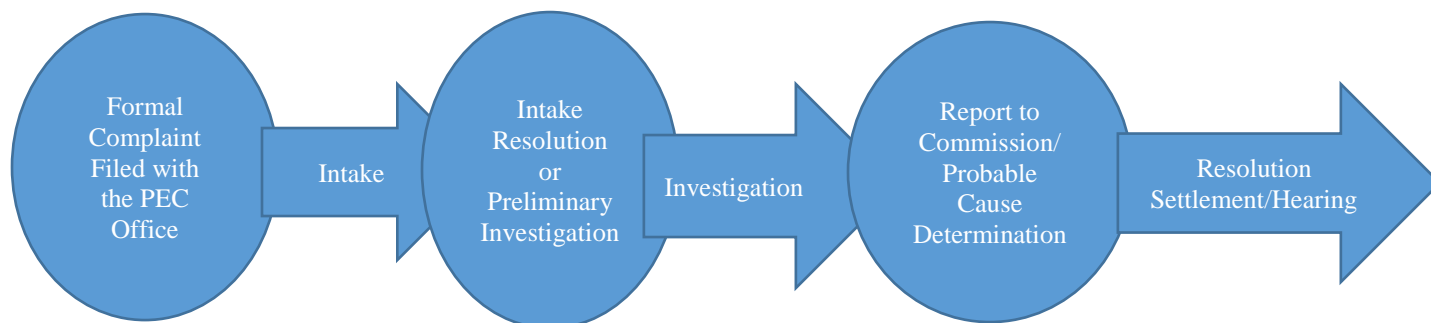 Formal
Complaint
Filed with
the PEC
Office
Intake
Intake
Resolution
or
Preliminary
Investigation
Investigation
Report to
Commission/
Probable
Cause
Determination
Resolution
Settlement/Hearing